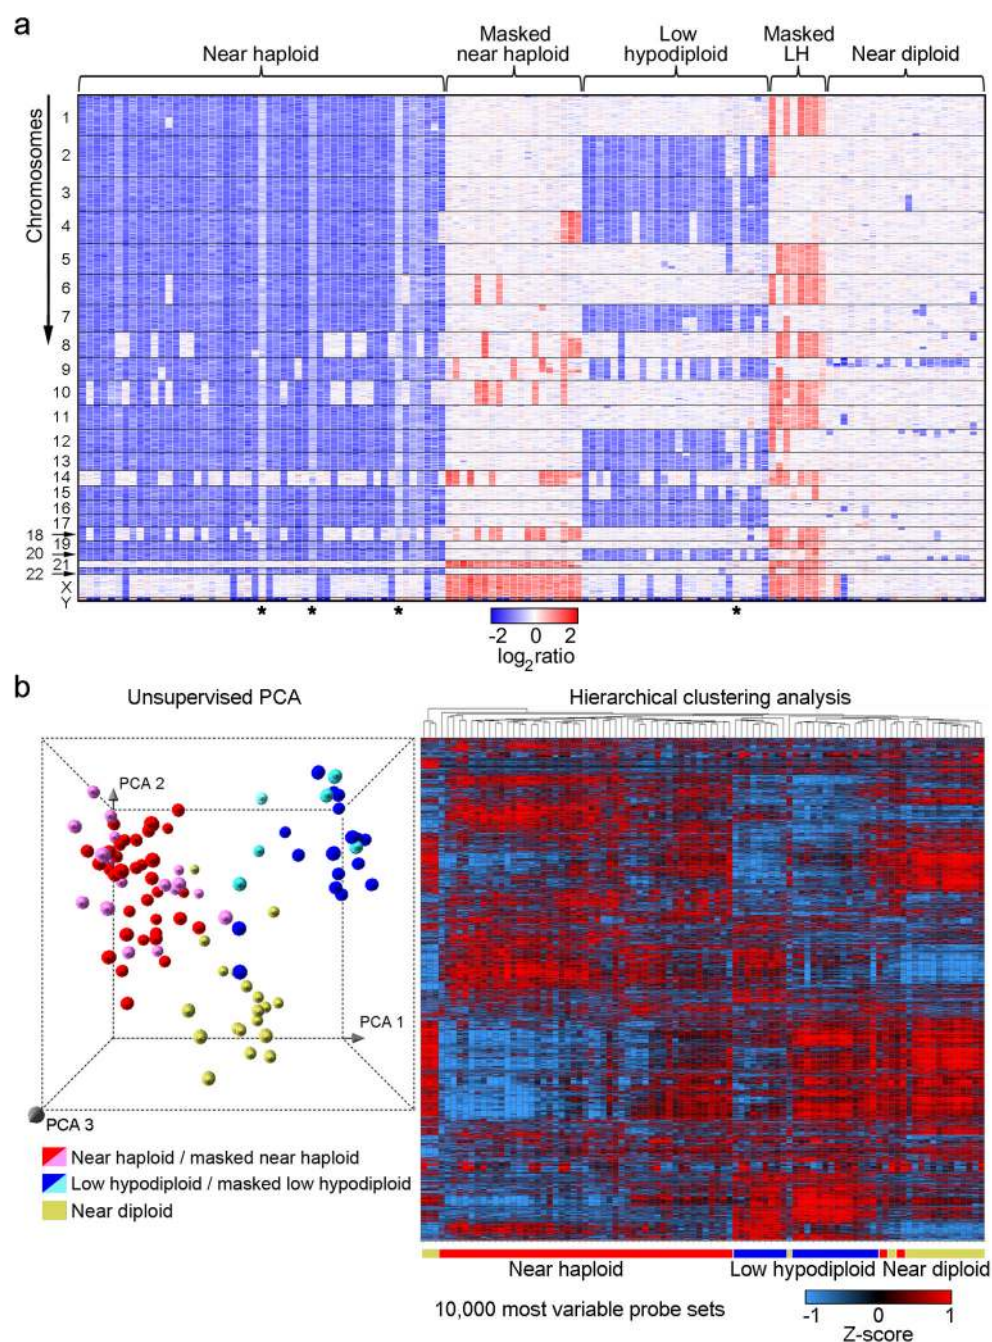 a
Near haploid
Masked near haploid
Low hypodiploid
Masked LH
Near diploid
Chromosomes
1
2
3
4
5
6
7
8
9
10
11
12
13
14
15
16
17
18
19
20
21
22
X
Y
* * * *
-2 0 2
log2ratio
b
Unsupervised PCA
Hierarchical clustering analysis
PCA 2
PCA 1
PCA 3
Near haploid / masked near haploid
Low hypodiploid / masked low hypodiploid
Near diploid
Near haploid
Low hypodiploid
Near diploid
10,000 most variable probe sets
-1 0 1
Z-score